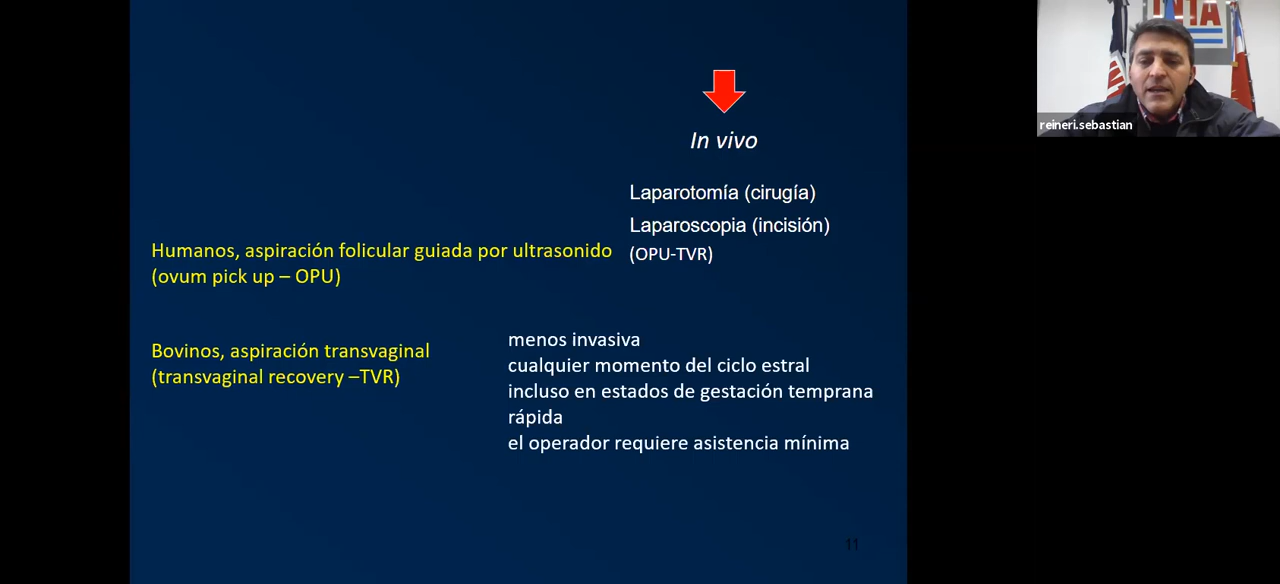 INTA
reineri.sebastian
In vivo
Laparotomía (cirugía)
Laparoscopia (incisión)
(OPU-TVR)
Humanos, aspiración folicular guiada por ultrasonido
(ovum pick up – OPU)
Bovinos, aspiración transvaginal
(transvaginal recovery –TVR)
menos invasiva
cualquier momento del ciclo estral
incluso en estados de gestación temprana
rápida
el operador requiere asistencia mínima
11